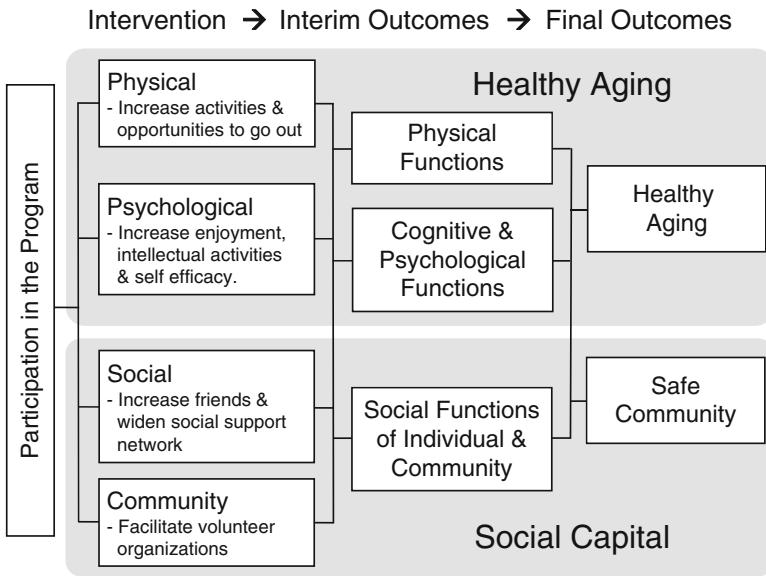 Intervention → Interim Outcomes → Final Outcomes
Participation in the Program
Healthy Aging
Physical
- Increase activities &
opportunities to go out
Psychological
- Increase enjoyment,
intellectual activities
& self efficacy.
Physical
Functions
Cognitive &
Psychological
Functions
Healthy
Aging
Social
- Increase friends &
widen social support
network
Community
- Facilitate volunteer
organizations
Social Functions
of Individual &
Community
Safe
Community
Social Capital